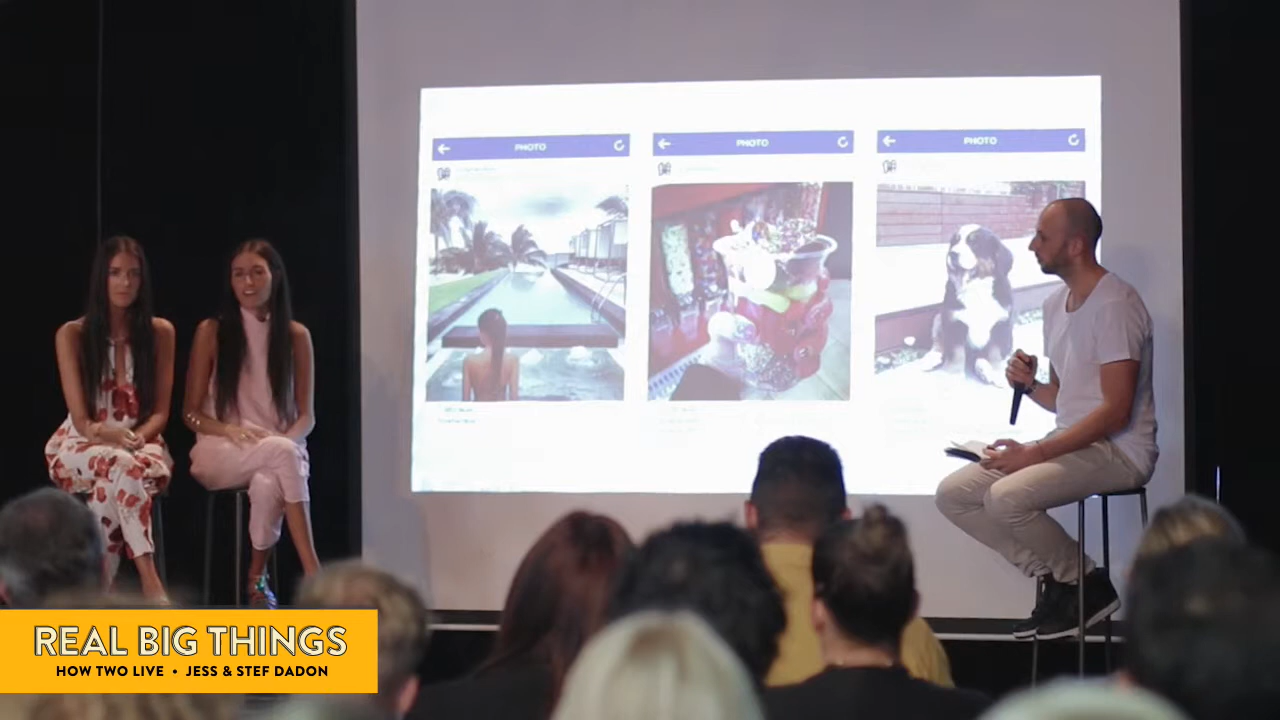 PHOTO
PHOTO
PHOTO
REAL BIG THINGS
HOW TWO LIVE • JESS & STEF DADON